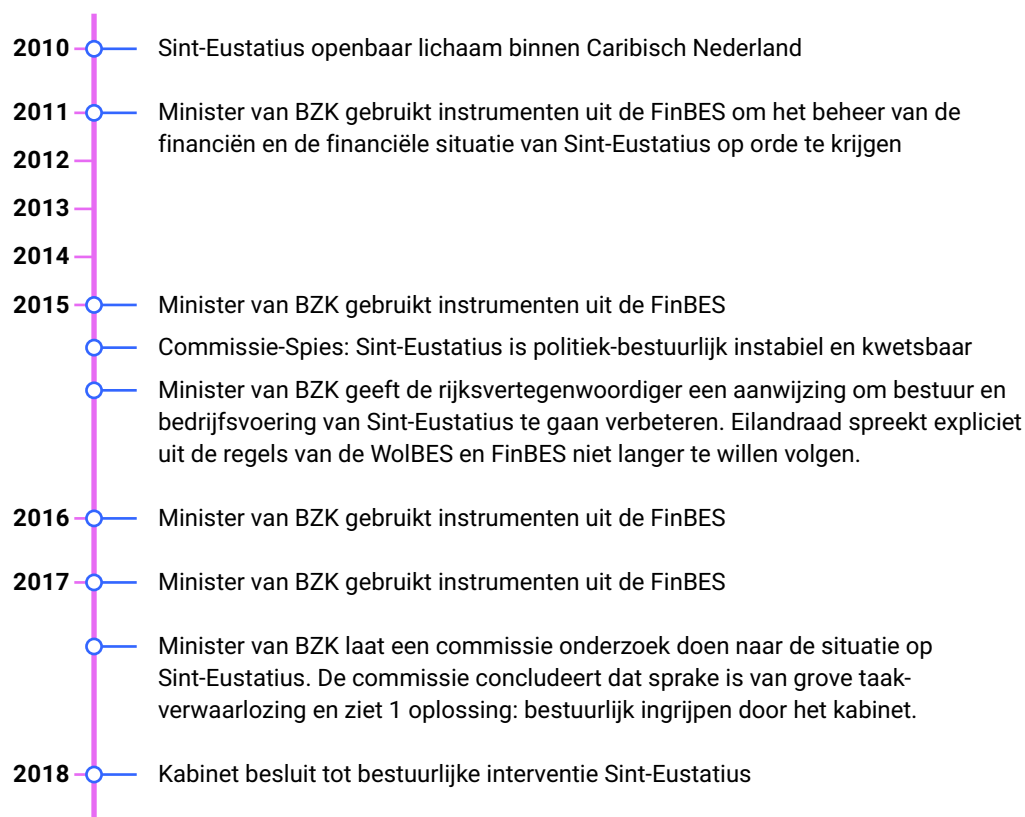 2010 Sint-Eustatius openbaar lichaam binnen Caribisch Nederland
2011 Minister van BZK gebruikt instrumenten uit de FinBES om het beheer van de
financiën en de financiële situatie van Sint-Eustatius op orde te krijgen
2012
2013
2014
2015 Minister van BZK gebruikt instrumenten uit de FinBES
Commissie-Spies: Sint-Eustatius is politiek-bestuurlijk instabiel en kwetsbaar
Minister van BZK geeft de rijksvertegenwoordiger een aanwijzing om bestuur en
bedrijfsvoering van Sint-Eustatius te gaan verbeteren. Eilandraad spreekt expliciet
uit de regels van de WolBES en FinBES niet langer te willen volgen.
2016 Minister van BZK gebruikt instrumenten uit de FinBES
2017 Minister van BZK gebruikt instrumenten uit de FinBES
Minister van BZK laat een commissie onderzoek doen naar de situatie op
Sint-Eustatius. De commissie concludeert dat sprake is van grove taak-
verwaarlozing en ziet 1 oplossing: bestuurlijk ingrijpen door het kabinet.
2018 Kabinet besluit tot bestuurlijke interventie Sint-Eustatius